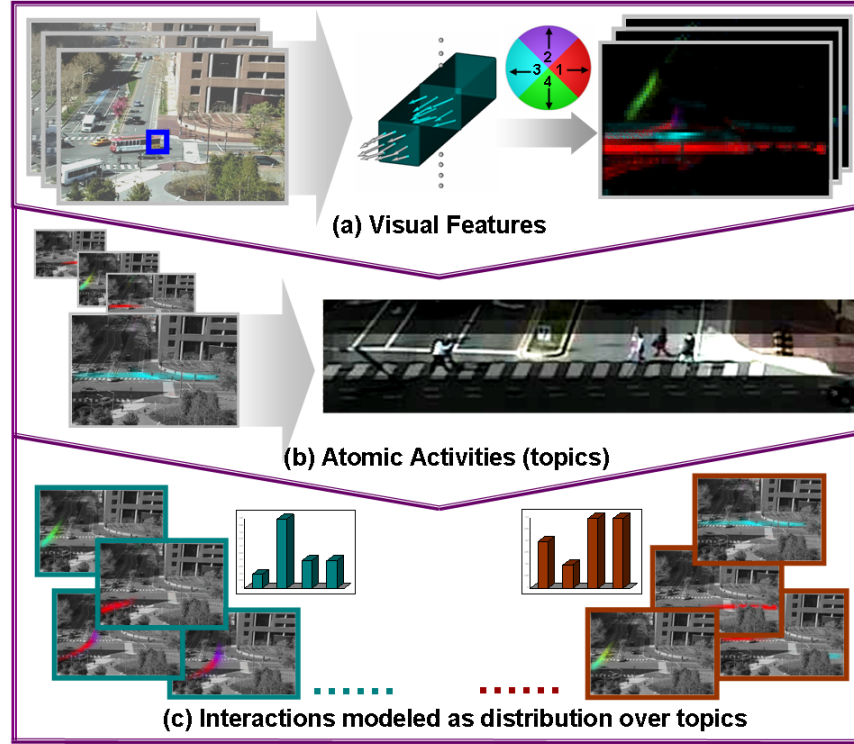 2
3 1
4
(a) Visual Features
(b) Atomic Activities (topics)
(c) Interactions modeled as distribution over topics